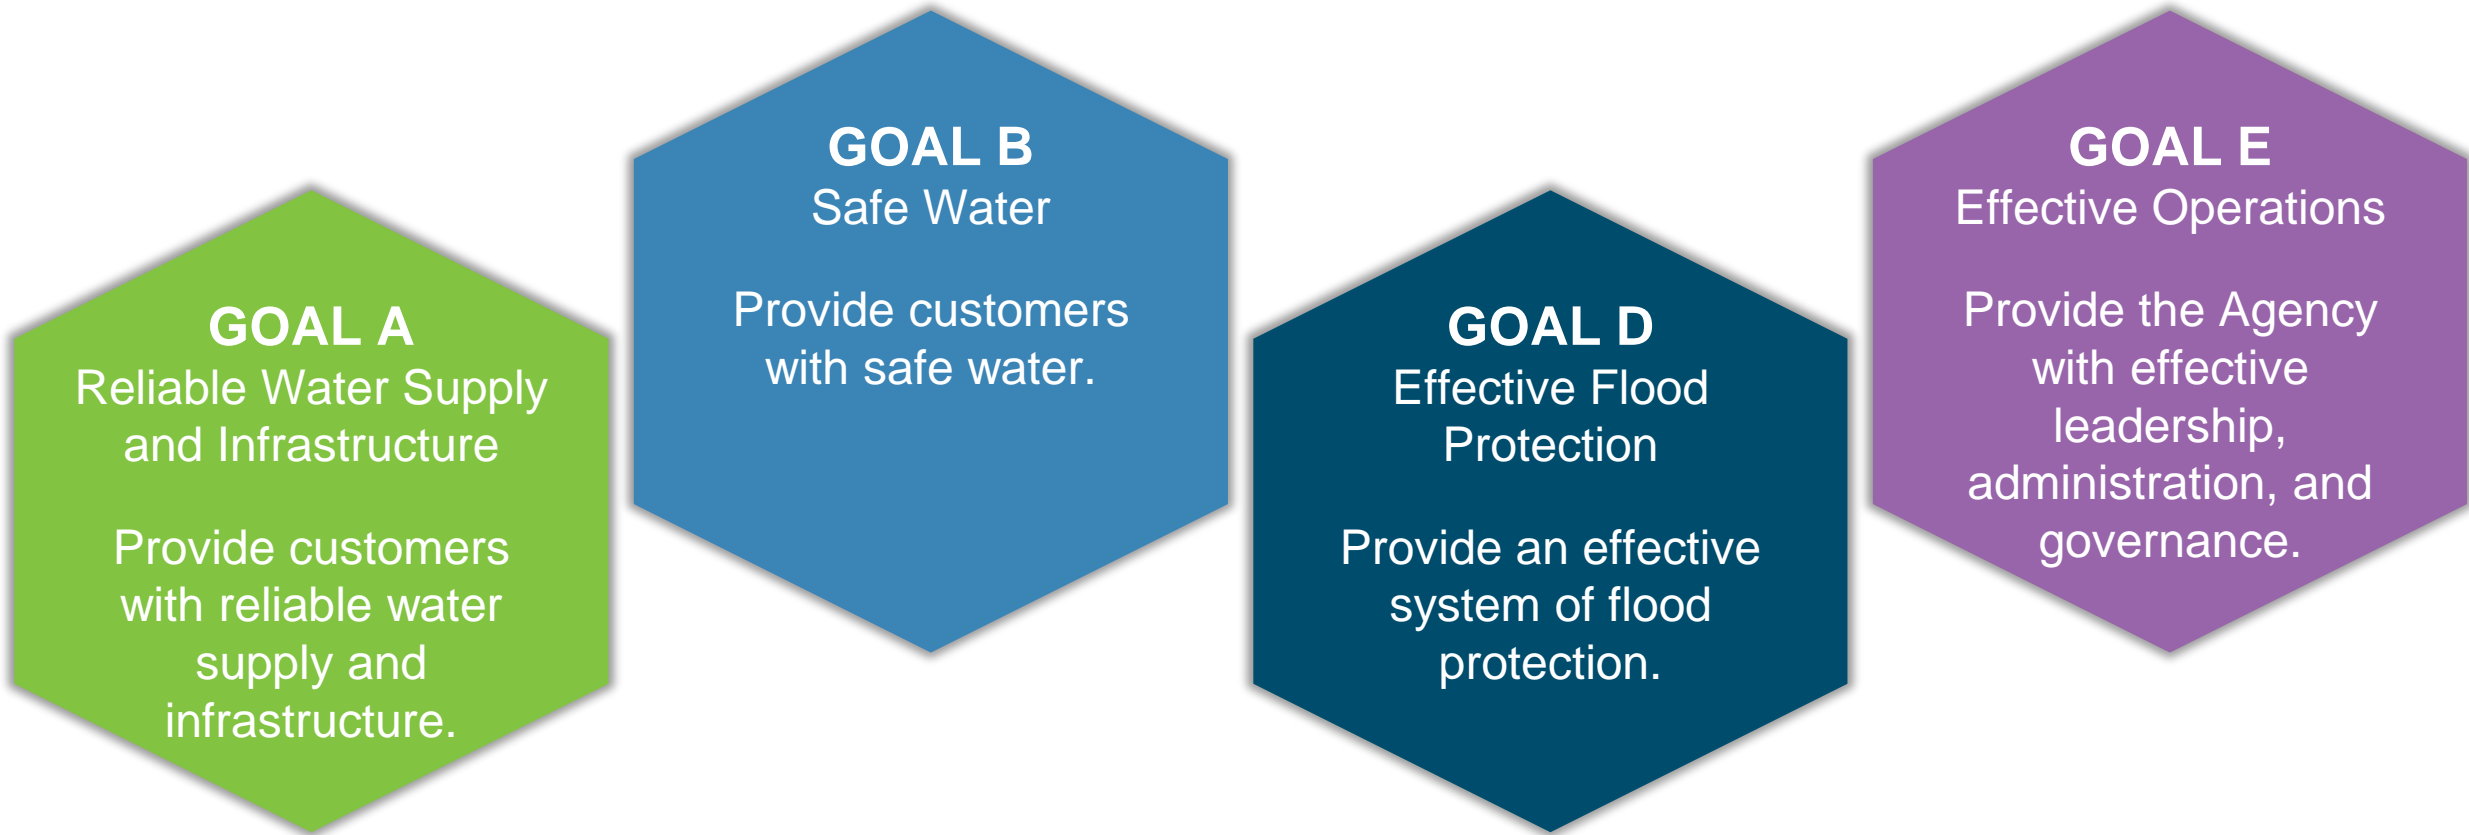 GOAL A
Reliable Water Supply
and Infrastructure
Provide customers
with reliable water
supply and
infrastructure.
GOAL B
Safe Water
Provide customers
with safe water.
GOAL D
Effective Flood
Protection
Provide an effective
system of flood
protection.
GOAL E
Effective Operations
Provide the Agency
with effective
leadership,
administration, and
governance.